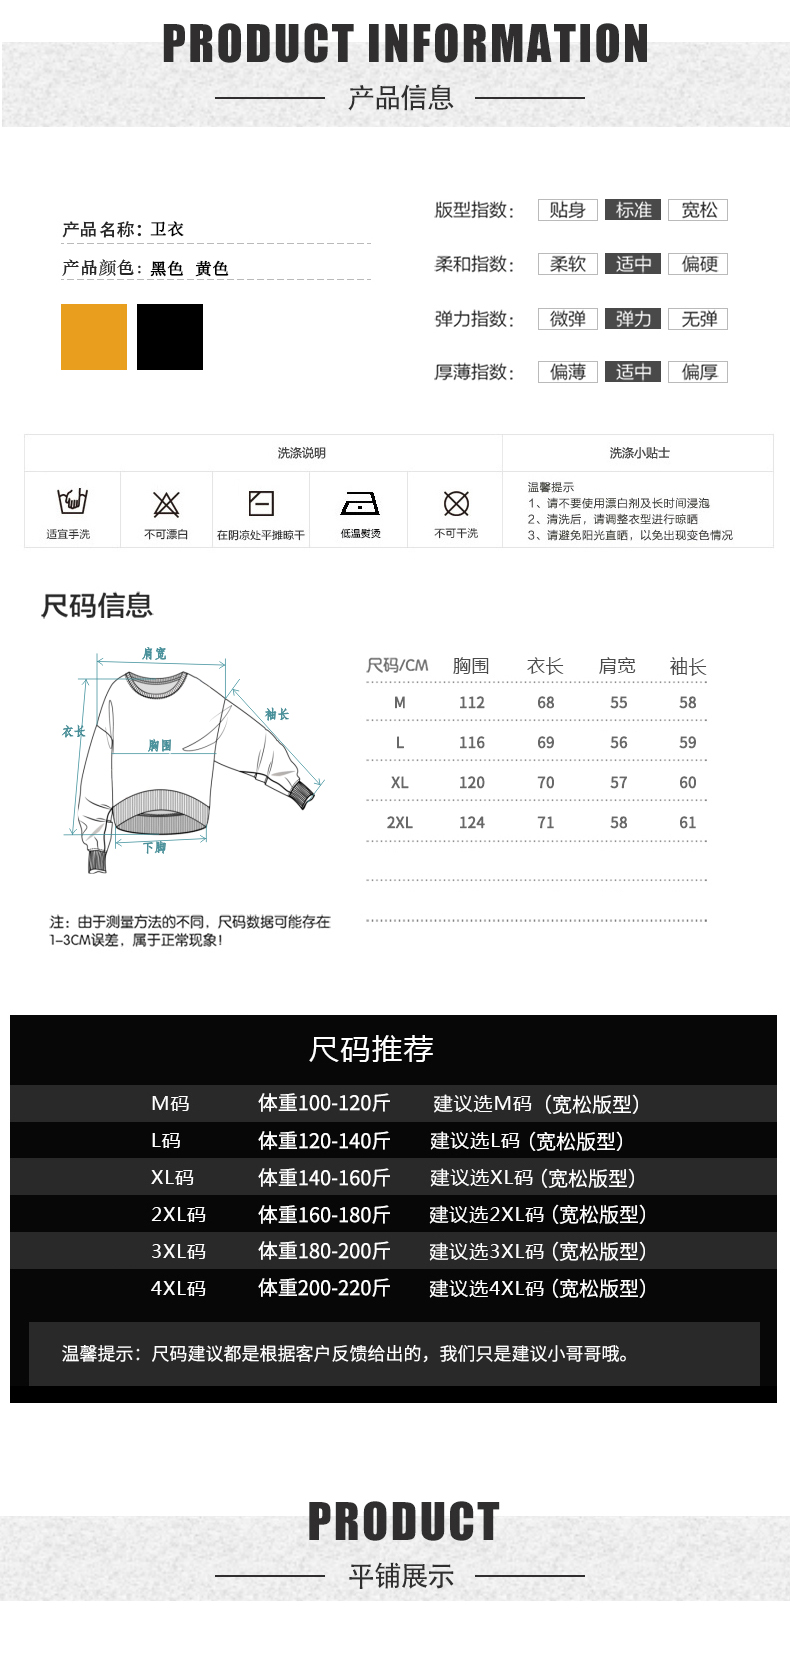 PRODUCT INFORMATION
产品信息
产品名称：卫衣
产品颜色：黑色 黄色
版型指数： 贴身 标准 宽松
柔和指数： 柔软 适中 偏硬
弹力指数： 微弹 弹力 无弹
厚薄指数： 偏薄 适中 偏厚
洗涤说明 洗涤小贴士
适宜手洗 不可漂白 在阴凉处平摊晾干 低温熨烫 不可干洗
温馨提示
1、请不要使用漂白剂及长时间浸泡
2、清洗后，请调整衣型进行晾晒
3、请避免阳光直晒，以免出现变色情况
尺码信息
肩宽
袖长
衣长
胸围
下脚
尺码/CM 胸围 衣长 肩宽 袖长
M 112 68 55 58
L 116 69 56 59
XL 120 70 57 60
2XL 124 71 58 61
注：由于测量方法的不同，尺码数据可能存在
1-3CM误差，属于正常现象！
尺码推荐
M码 体重100-120斤 建议选M码（宽松版型）
L码 体重120-140斤 建议选L码（宽松版型）
XL码 体重140-160斤 建议选XL码（宽松版型）
2XL码 体重160-180斤 建议选2XL码（宽松版型）
3XL码 体重180-200斤 建议选3XL码（宽松版型）
4XL码 体重200-220斤 建议选4XL码（宽松版型）
温馨提示：尺码建议都是根据客户反馈给出的，我们只是建议小哥哥哦。
PRODUCT
平铺展示